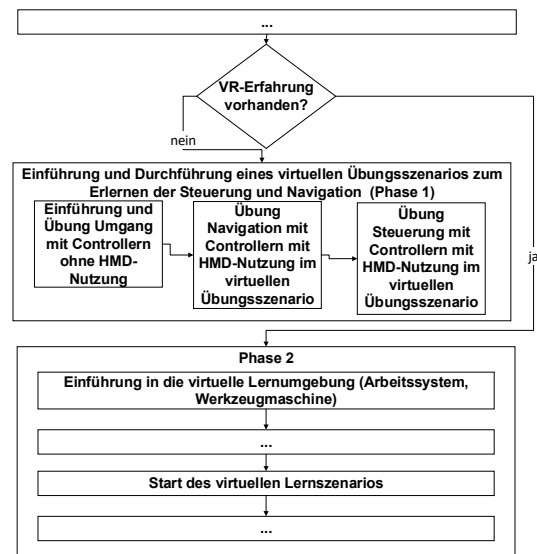 ...
VR-Erfahrung
vorhanden?
nein
ja
Einführung und Durchführung eines virtuellen Übungsszenarios zum
Erlernen der Steuerung und Navigation (Phase 1)
Einführung und
Übung Umgang
mit Controllern
ohne HMD-
Nutzung
Übung
Navigation mit
Controllern mit
HMD-Nutzung im
virtuellen
Übungsszenario
Übung
Steuerung mit
Controllern mit
HMD-Nutzung im
virtuellen
Übungsszenario
Phase 2
Einführung in die virtuelle Lernumgebung (Arbeitssystem,
Werkzeugmaschine)
...
Start des virtuellen Lernszenarios
...